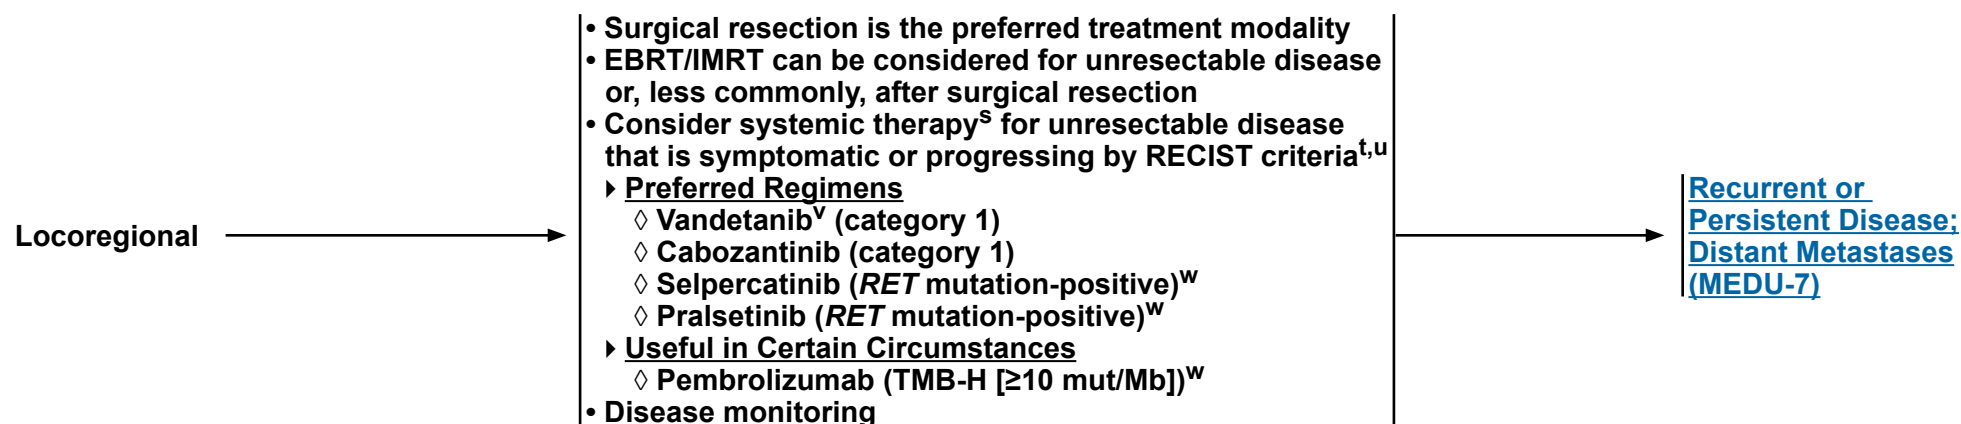 Locoregional
• Surgical resection is the preferred treatment modality
• EBRT/IMRT can be considered for unresectable disease
or, less commonly, after surgical resection
• Consider systemic therapyˢ for unresectable disease
that is symptomatic or progressing by RECIST criteriaᵗ,ᵘ
▸ Preferred Regimens
◊ Vandetanibᵛ (category 1)
◊ Cabozantinib (category 1)
◊ Selpercatinib (RET mutation-positive)ʷ
◊ Pralsetinib (RET mutation-positive)ʷ
▸ Useful in Certain Circumstances
◊ Pembrolizumab (TMB-H [≥10 mut/Mb])ʷ
• Disease monitoring
Recurrent or
Persistent Disease;
Distant Metastases
(MEDU-7)